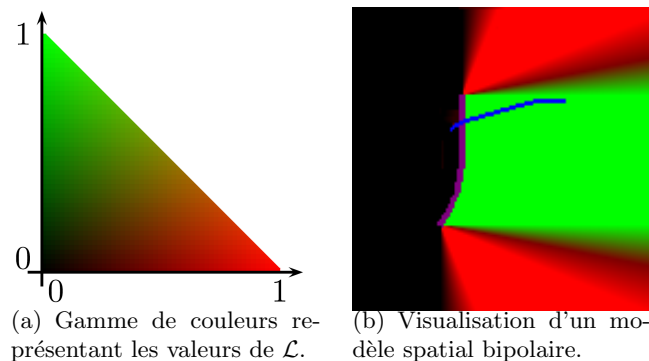 1
0
0
1
(a) Gamme de couleurs re-
présentant les valeurs de ℒ.
(b) Visualisation d'un mo-
dèle spatial bipolaire.